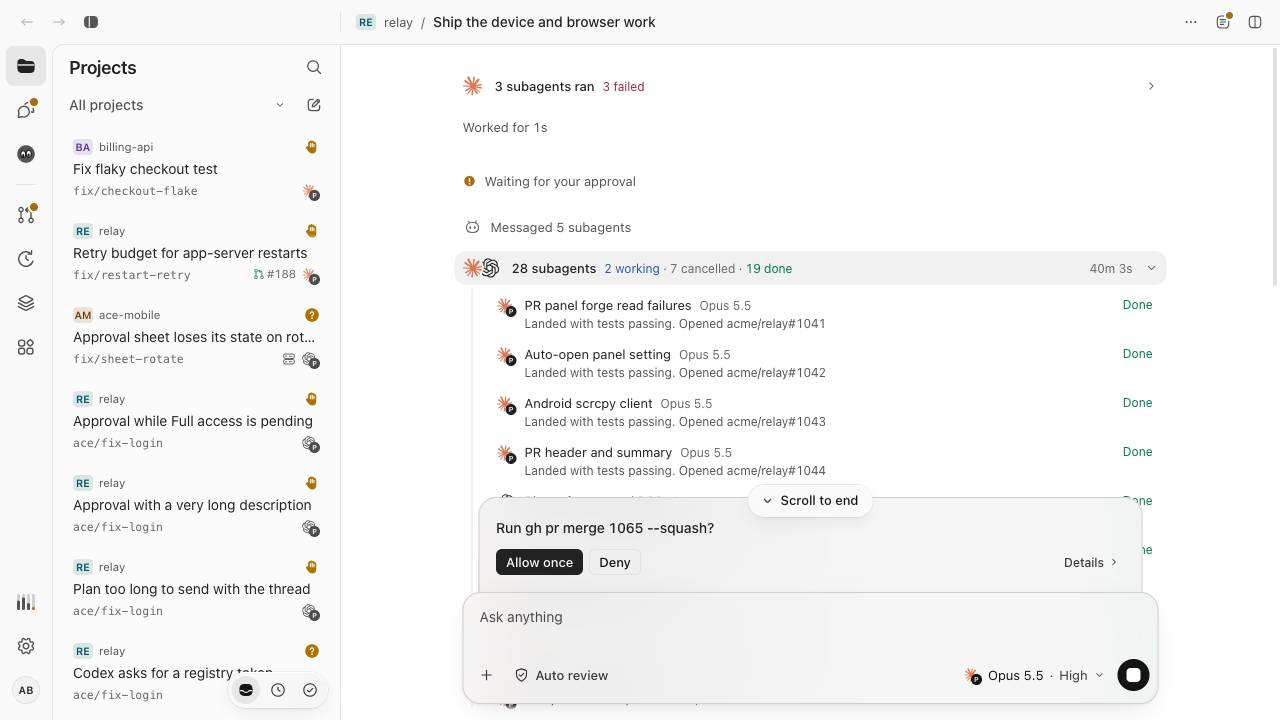 RE relay / Ship the device and browser work
Projects
All projects
BA billing-api
Fix flaky checkout test
fix/checkout-flake
RE relay
Retry budget for app-server restarts
fix/restart-retry #188
AM ace-mobile
Approval sheet loses its state on rot...
fix/sheet-rotate
RE relay
Approval while Full access is pending
ace/fix-login
RE relay
Approval with a very long description
ace/fix-login
RE relay
Plan too long to send with the thread
ace/fix-login
RE relay
Codex asks for a registry token
ace/fix-login
AB
3 subagents ran 3 failed
Worked for 1s
Waiting for your approval
Messaged 5 subagents
28 subagents 2 working · 7 cancelled · 19 done 40m 3s
PR panel forge read failures Opus 5.5 Done
Landed with tests passing. Opened acme/relay#1041
Auto-open panel setting Opus 5.5 Done
Landed with tests passing. Opened acme/relay#1042
Android scrcpy client Opus 5.5 Done
Landed with tests passing. Opened acme/relay#1043
PR header and summary Opus 5.5 Done
Landed with tests passing. Opened acme/relay#1044
Scroll to end
Run gh pr merge 1065 --squash?
Allow once Deny Details
Ask anything
Auto review Opus 5.5 · High